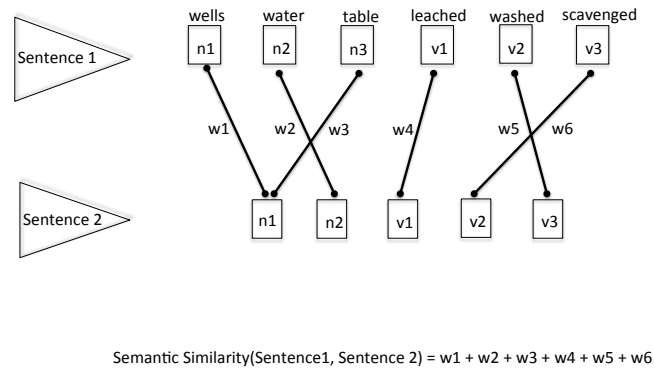 wells water table leached washed scavenged
Sentence 1 n1 n2 n3 v1 v2 v3
w1 w2 w3 w4 w5 w6
Sentence 2 n1 n2 v1 v2 v3
Semantic Similarity(Sentence1, Sentence 2) = w1 + w2 + w3 + w4 + w5 + w6